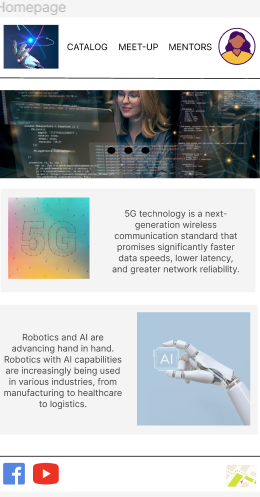 Homepage
CATALOG MEET-UP MENTORS
5G technology is a next-
generation wireless
communication standard that
promises significantly faster
data speeds, lower latency,
and greater network reliability.
5G
Robotics and AI are
advancing hand in hand.
Robotics with AI capabilities
are increasingly being used
in various industries, from
manufacturing to healthcare
to logistics.
AI